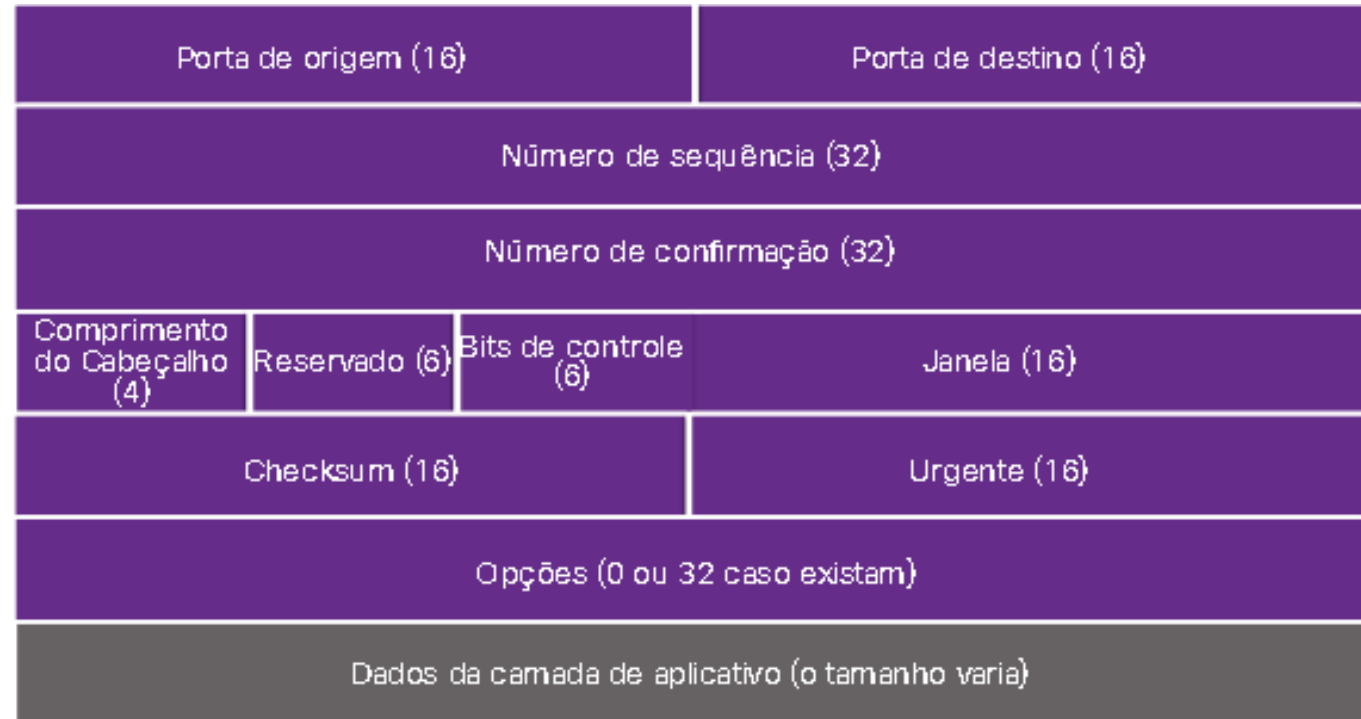 Porta de origem (16)
Porta de destino (16)
Número de sequência (32)
Número de confirmação (32)
Comprimento
do Cabeçalho
(4)
Reservado (6)
Bits de controle
(6)
Janela (16)
Checksum (16)
Urgente (16)
Opções (0 ou 32 caso existam)
Dados da camada de aplicativo (o tamanho varia)